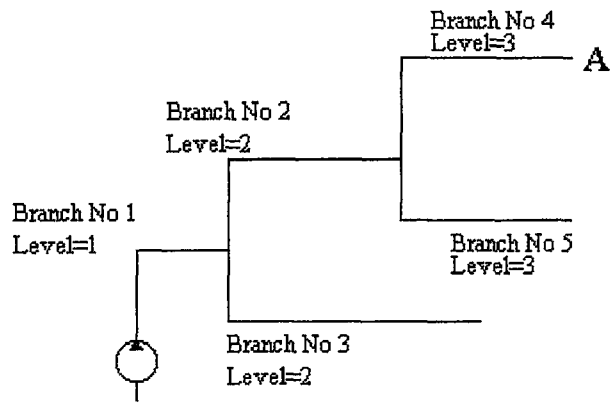 Branch No 4
Level=3
A
Branch No 2
Level=2
Branch No 1
Level=1
Branch No 5
Level=3
Branch No 3
Level=2